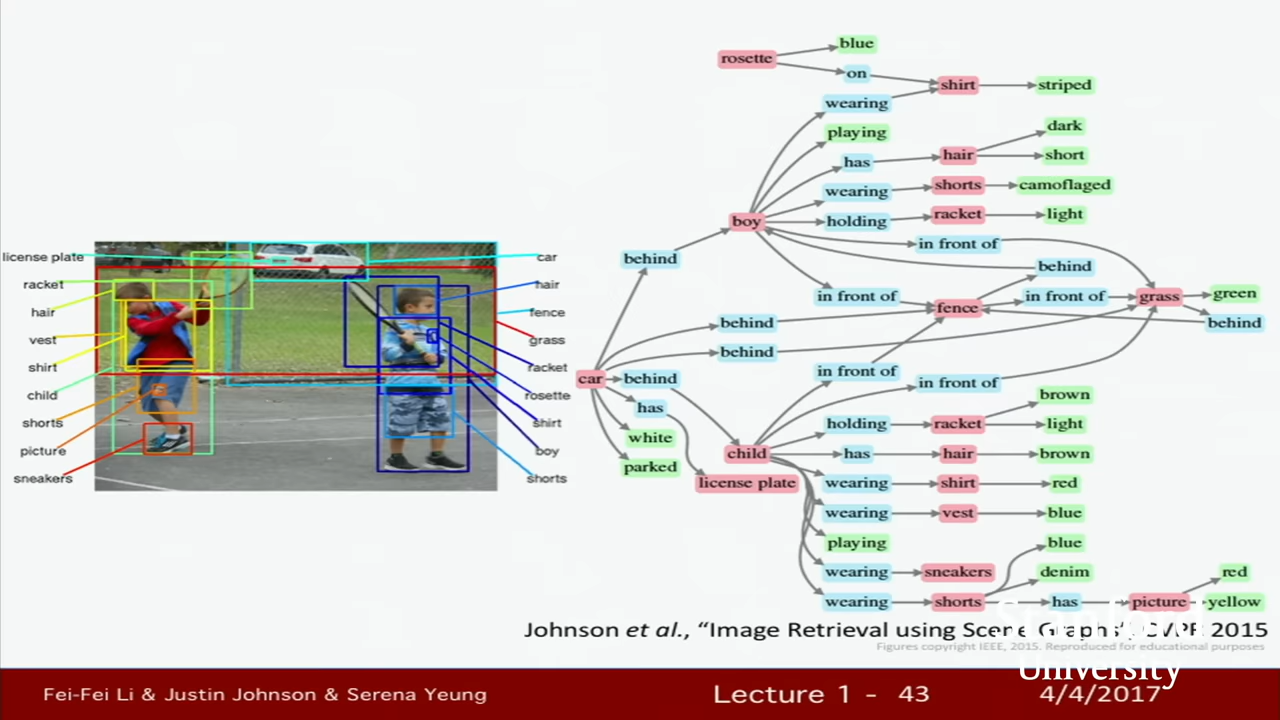 license plate
racket
hair
vest
shirt
child
shorts
picture
sneakers
car
hair
fence
grass
racket
rosette
shirt
boy
shorts
rosette
blue
on
shirt
striped
wearing
playing
dark
has
hair
short
wearing
shorts
camoflaged
boy
holding
racket
light
in front of
behind
behind
in front of
fence
in front of
grass
green
behind
behind
behind
car
behind
in front of
in front of
has
white
parked
child
license plate
holding
racket
brown
light
has
hair
brown
wearing
shirt
red
wearing
vest
blue
playing
blue
wearing
sneakers
denim
red
wearing
shorts
has
picture
yellow
Johnson et al., “Image Retrieval using Scene Graphs”, CVPR 2015
Figures copyright IEEE, 2015. Reproduced for educational purposes
Stanford
University
Fei-Fei Li & Justin Johnson & Serena Yeung
Lecture 1 - 43
4/4/2017